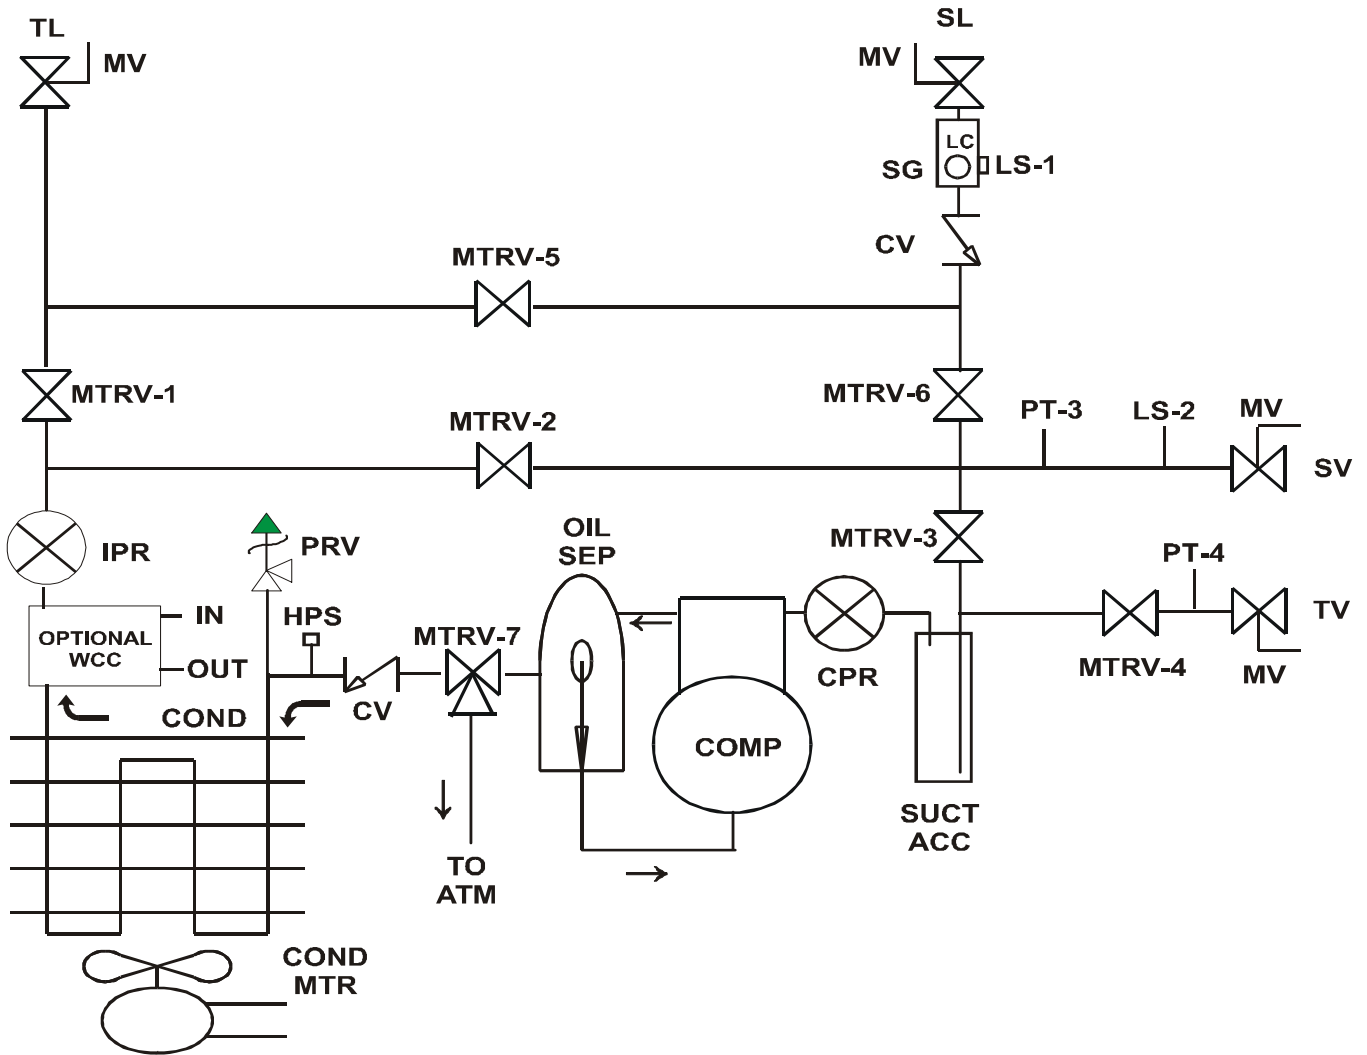 TL
SL
MV
MV
LC
SG
LS-1
CV
MTRV-5
MTRV-1
MTRV-6
MTRV-2
PT-3
LS-2
MV
SV
IPR
PRV
OIL
SEP
MTRV-3
PT-4
IN
HPS
MTRV-7
TV
OPTIONAL
WCC
OUT
CPR
MTRV-4
MV
COND
CV
COMP
SUCT
ACC
TO
ATM
COND
MTR